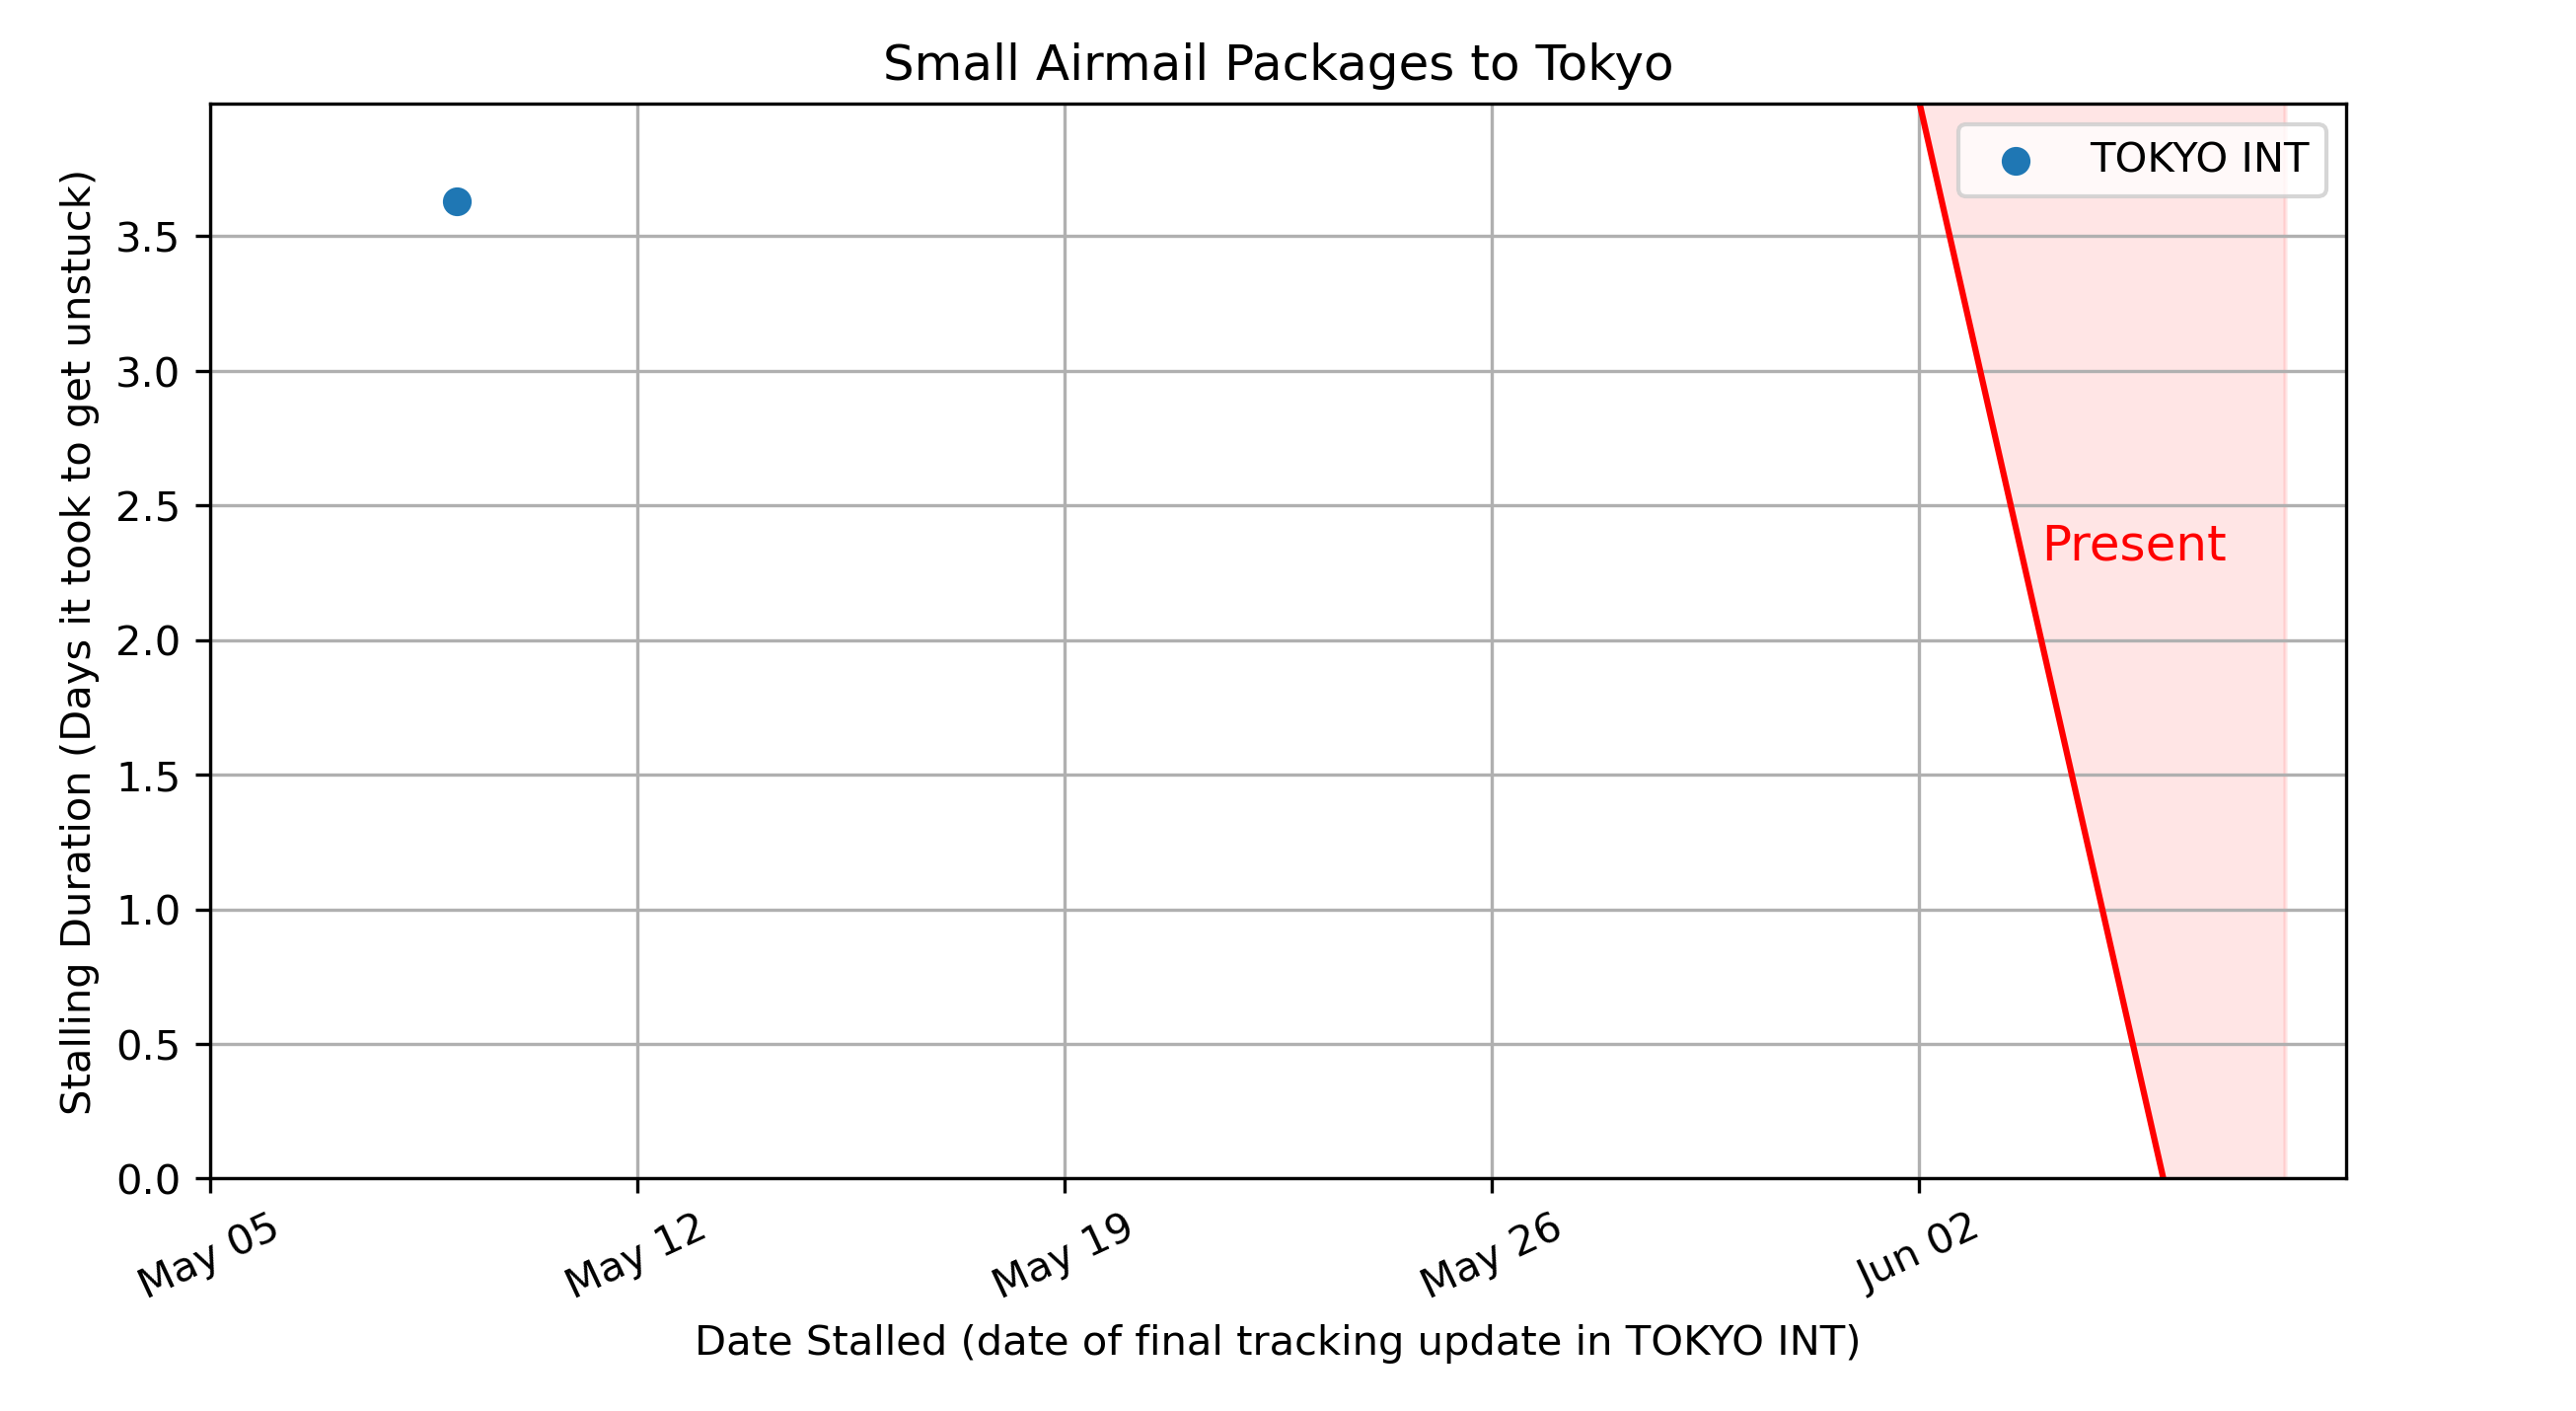 Small Airmail Packages to Tokyo
TOKYO INT
Stalling Duration (Days it took to get unstuck)
3.5
3.0
2.5
2.0
1.5
1.0
0.5
0.0
Present
May 05
May 12
May 19
May 26
Jun 02
Date Stalled (date of final tracking update in TOKYO INT)